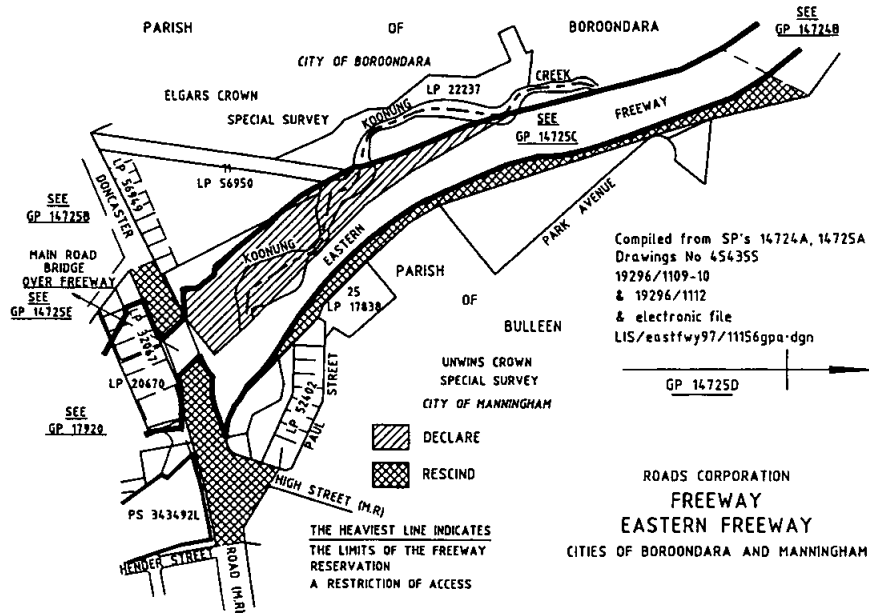 PARISH OF BOROONDARA
SEE
GP 14724B
CITY OF BOROONDARA
ELGARS CROWN
SPECIAL SURVEY
LP 22237
KOONUNG
CREEK
SEE
GP 14725C
FREEWAY
11
LP 56950
LP 56949
DONCASTER
SEE
GP 14725B
MAIN ROAD
BRIDGE
OVER FREEWAY
SEE
GP 14725E
KOONUNG
EASTERN
PARK AVENUE
PARISH
OF
BULLEEN
25
LP 17838
LP 32067
LP 20670
SEE
GP 17920
UNWINS CROWN
SPECIAL SURVEY
CITY OF MANNINGHAM
LP 52402
PAUL STREET
Compiled from SP's 14724A, 14725A
Drawings No 454355
19296/1109-10
& 19296/1112
& electronic file
LIS/eastfwy97/11156gpa.dgn
GP 14725D
DECLARE
RESCIND
HIGH STREET (M.R)
PS 343492L
HENDER STREET
ROAD (M.R)
THE HEAVIEST LINE INDICATES
THE LIMITS OF THE FREEWAY
RESERVATION
A RESTRICTION OF ACCESS
ROADS CORPORATION
FREEWAY
EASTERN FREEWAY
CITIES OF BOROONDARA AND MANNINGHAM